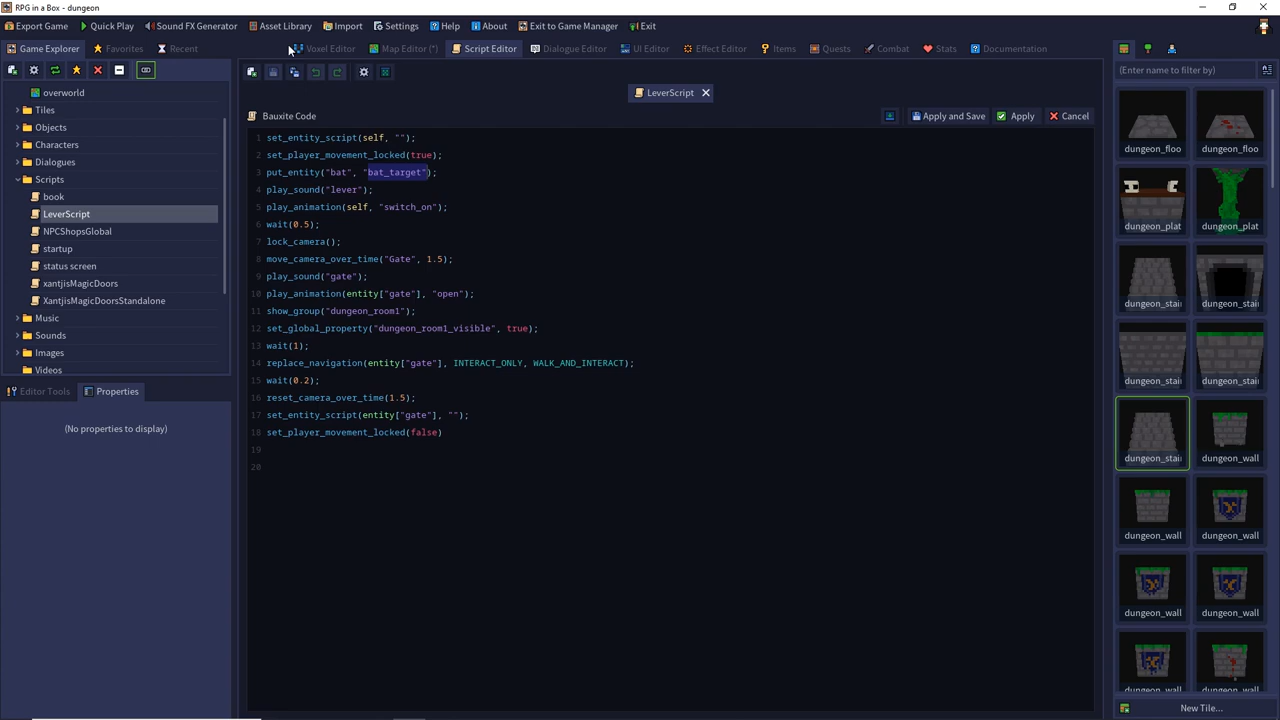 RPG in a Box - dungeon
Export Game Quick Play Sound FX Generator Asset Library Import Settings Help About Exit to Game Manager Exit
Game Explorer Favorites Recent Voxel Editor Map Editor (*) Script Editor Dialogue Editor UI Editor Effect Editor Items Quests Combat Stats Documentation
(Enter name to filter by)
overworld
Tiles
Objects
Characters
Dialogues
Scripts
book
LeverScript
NPCShopsGlobal
startup
status screen
xantjisMagicDoors
XantjisMagicDoorsStandalone
Music
Sounds
Images
Videos
Editor Tools Properties
(No properties to display)
LeverScript
Bauxite Code Apply and Save Apply Cancel
1 set_entity_script(self, "");
2 set_player_movement_locked(true);
3 put_entity("bat", "bat_target");
4 play_sound("lever");
5 play_animation(self, "switch_on");
6 wait(0.5);
7 lock_camera();
8 move_camera_over_time("Gate", 1.5);
9 play_sound("gate");
10 play_animation(entity["gate"], "open");
11 show_group("dungeon_room1");
12 set_global_property("dungeon_room1_visible", true);
13 wait(1);
14 replace_navigation(entity["gate"], INTERACT_ONLY, WALK_AND_INTERACT);
15 wait(0.2);
16 reset_camera_over_time(1.5);
17 set_entity_script(entity["gate"], "");
18 set_player_movement_locked(false)
19
20
dungeon_floo dungeon_floo
dungeon_plat dungeon_plat
dungeon_stai dungeon_stai
dungeon_stai dungeon_stai
dungeon_stai dungeon_wall
dungeon_wall dungeon_wall
dungeon_wall dungeon_wall
dungeon_wall dungeon_wall
New Tile...